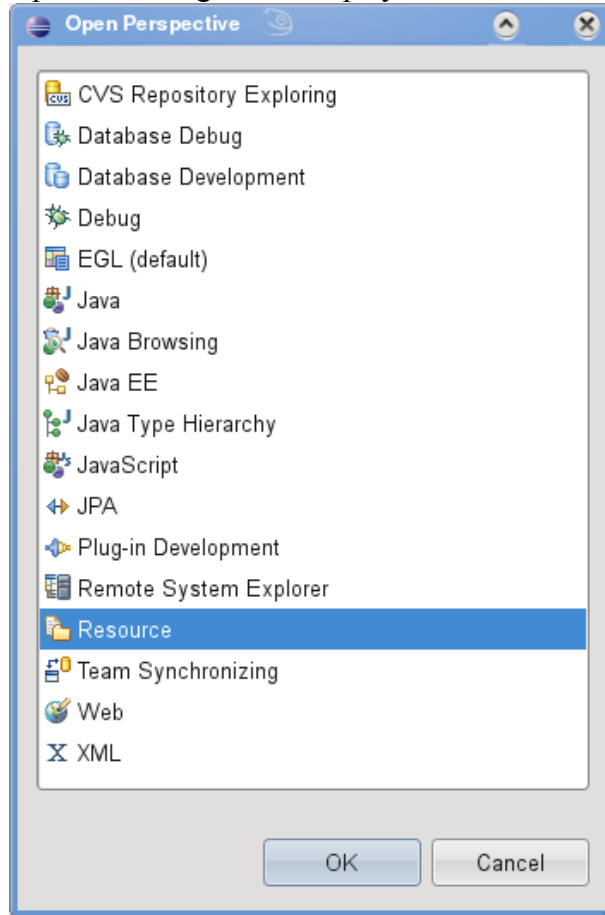 Open Perspective
CVS Repository Exploring
Database Debug
Database Development
Debug
EGL (default)
Java
Java Browsing
Java EE
Java Type Hierarchy
JavaScript
JPA
Plug-in Development
Remote System Explorer
Resource
Team Synchronizing
Web
X XML
OK Cancel